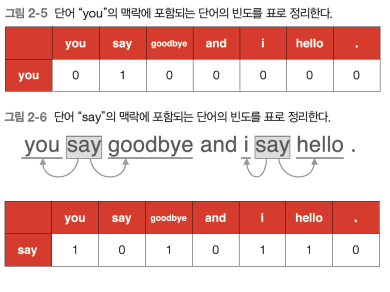 그림 2-5 단어 “you”의 맥락에 포함되는 단어의 빈도를 표로 정리한다.
you say goodbye and i hello .
you 0 1 0 0 0 0 0
그림 2-6 단어 “say”의 맥락에 포함되는 단어의 빈도를 표로 정리한다.
you say goodbye and i say hello .
you say goodbye and i hello .
say 1 0 1 0 1 1 0